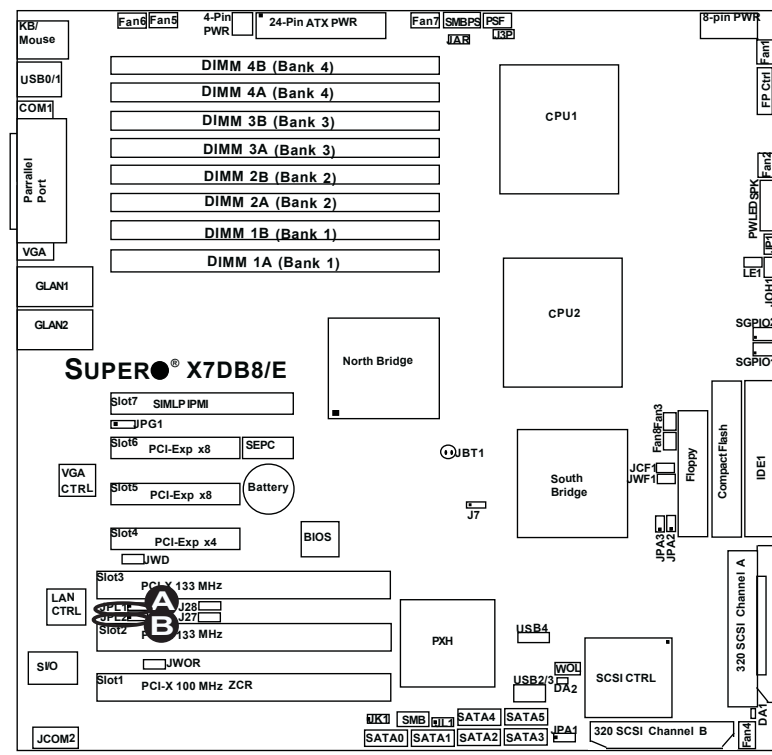 KB/
Mouse
Fan6 Fan5
4-Pin
PWR
24-Pin ATX PWR
Fan7
SMBPS
PSF
JAR
J3P
8-pin PWR
Fan1
FP Ctrl
USB0/1
COM1
Parrallel
Port
VGA
GLAN1
GLAN2
DIMM 4B (Bank 4)
DIMM 4A (Bank 4)
DIMM 3B (Bank 3)
DIMM 3A (Bank 3)
DIMM 2B (Bank 2)
DIMM 2A (Bank 2)
DIMM 1B (Bank 1)
DIMM 1A (Bank 1)
CPU1
CPU2
Fan2
PWLED SPK
JP1
LE1
JOH1
SGPIO2
SGPIO1
SUPER® X7DB8/E
North Bridge
Slot7
SIMLP IPMI
JPG1
Slot6
PCI-Exp x8
SEPC
VGA
CTRL
Slot5
PCI-Exp x8
Battery
JBT1
South
Bridge
Fan3
Fan8
JCF1
JWF1
Floppy
Compact Flash
IDE1
J7
JPA3
JPA2
Slot4
PCI-Exp x4
BIOS
JWD
Slot3
PCI-X 133 MHz
LAN
CTRL
JPL1
A
J28
JPL2
B
J27
Slot2
133 MHz
PXH
USB4
320 SCSI Channel A
S/IO
JWOR
Slot1
PCI-X 100 MHz ZCR
USB2/3
WOL
DA2
SCSI CTRL
DA1
JCOM2
JK1
SMB
JL1
SATA4
SATA5
SATA0
SATA1
SATA2
SATA3
JPA1
320 SCSI Channel B
Fan4